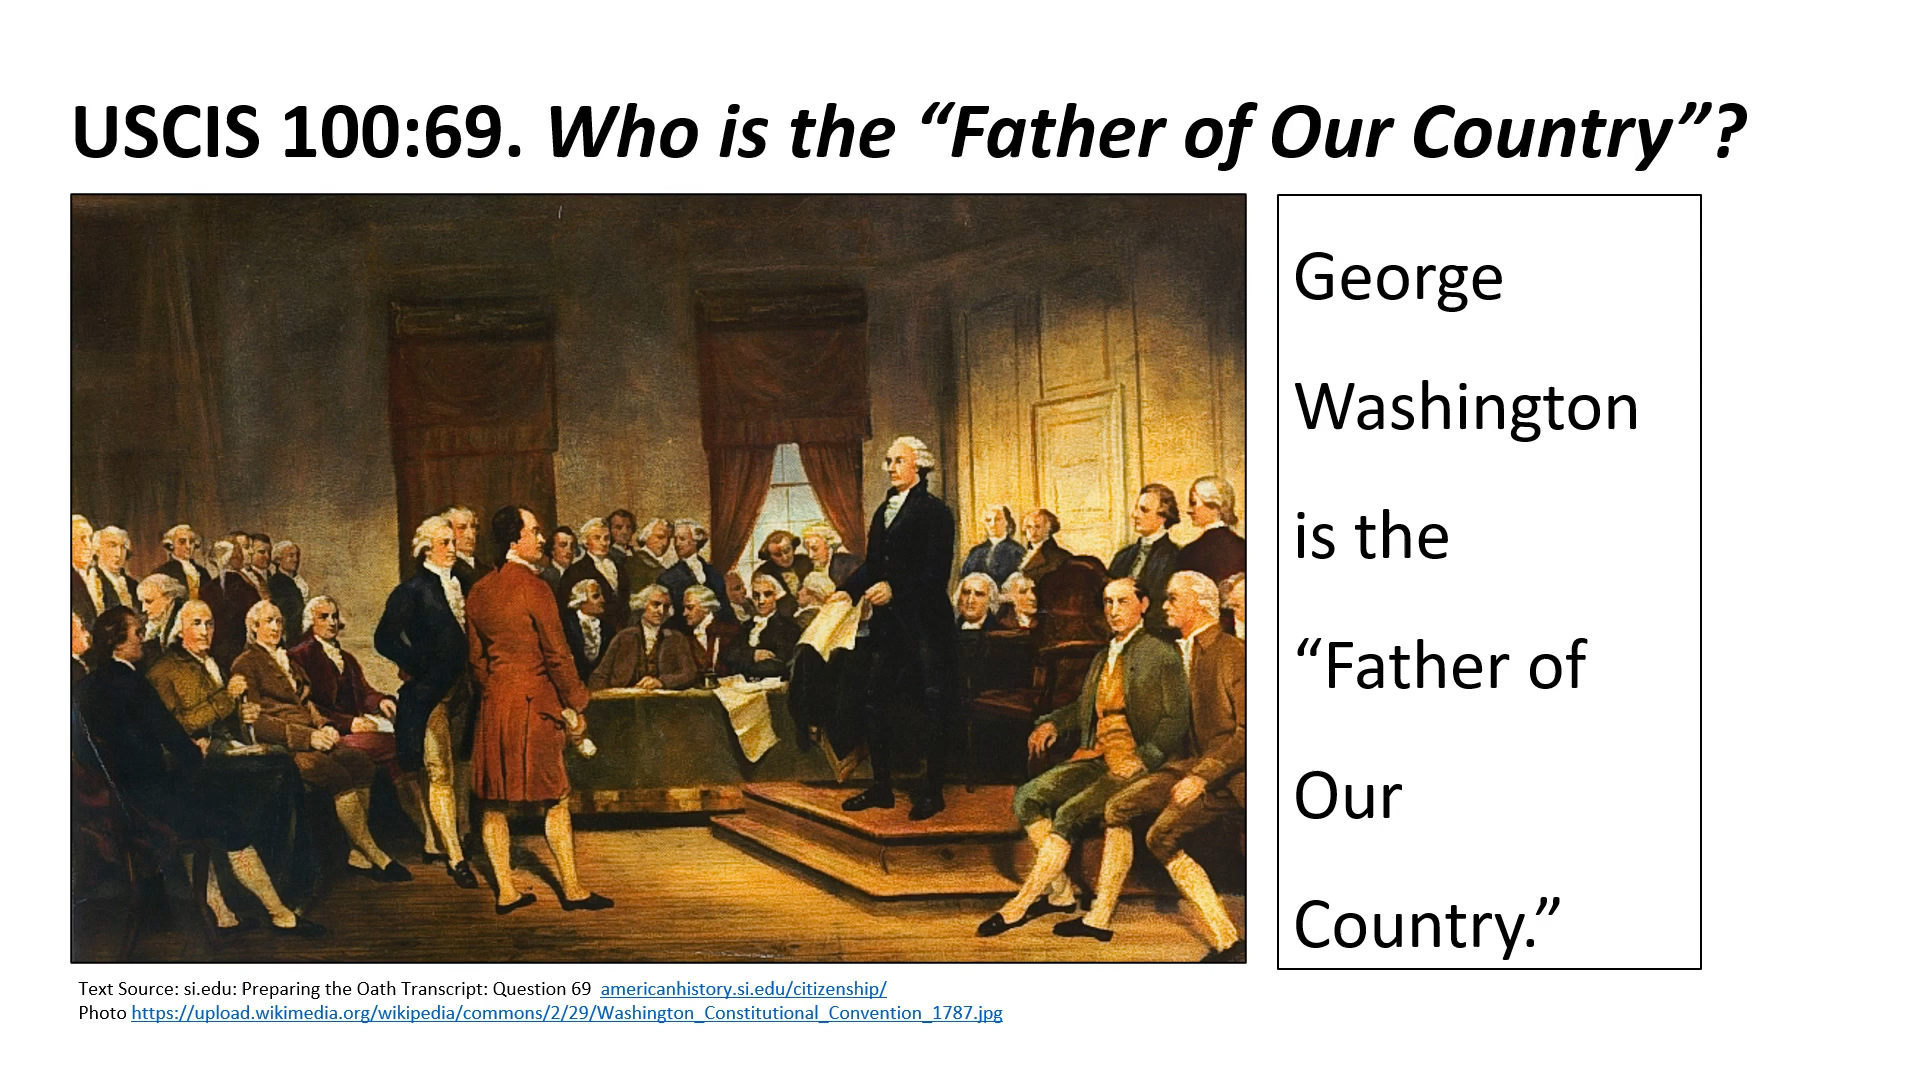 USCIS 100:69. Who is the “Father of Our Country”?
George
Washington
is the
“Father of
Our
Country.”
Text Source: si.edu: Preparing the Oath Transcript: Question 69  americanhistory.si.edu/citizenship/
Photo https://upload.wikimedia.org/wikipedia/commons/2/29/Washington_Constitutional_Convention_1787.jpg